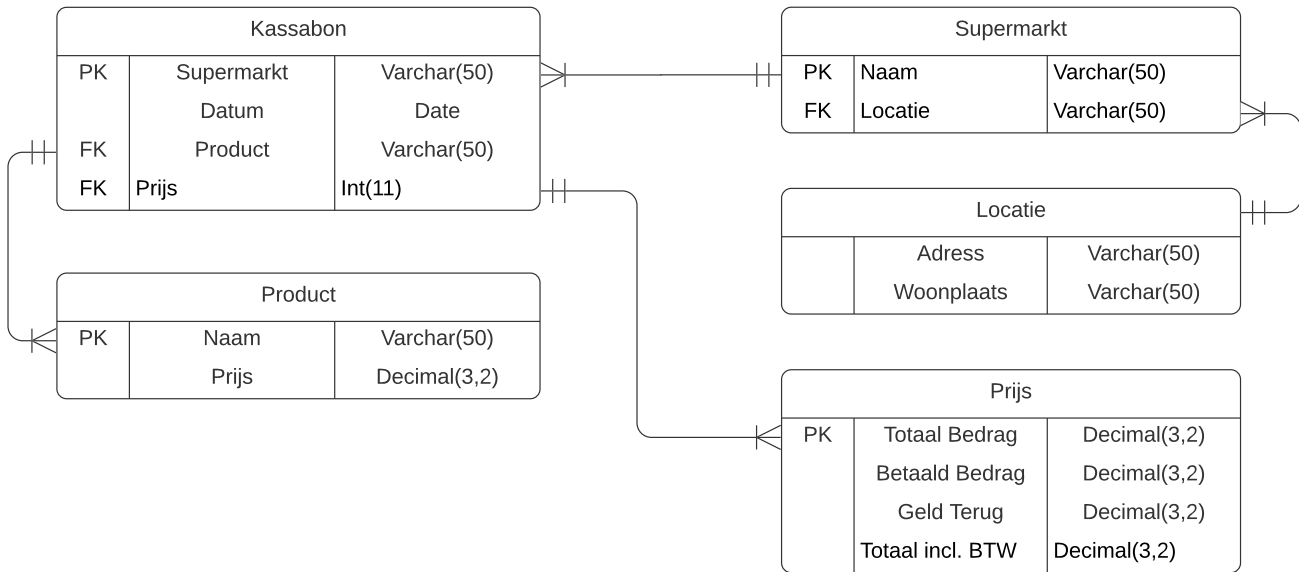 Kassabon
PK Supermarkt Varchar(50)
Datum Date
FK Product Varchar(50)
FK Prijs Int(11)
Supermarkt
PK Naam Varchar(50)
FK Locatie Varchar(50)
Locatie
Adress Varchar(50)
Woonplaats Varchar(50)
Product
PK Naam Varchar(50)
Prijs Decimal(3,2)
Prijs
PK Totaal Bedrag Decimal(3,2)
Betaald Bedrag Decimal(3,2)
Geld Terug Decimal(3,2)
Totaal incl. BTW Decimal(3,2)